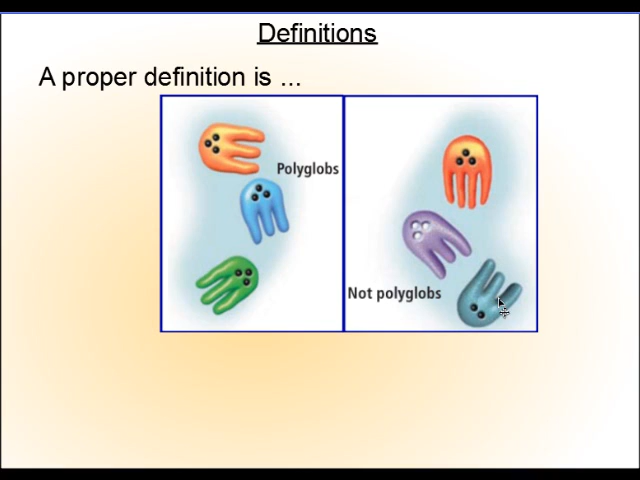 Definitions
A proper definition is ...
Polyglobs
Not polyglobs